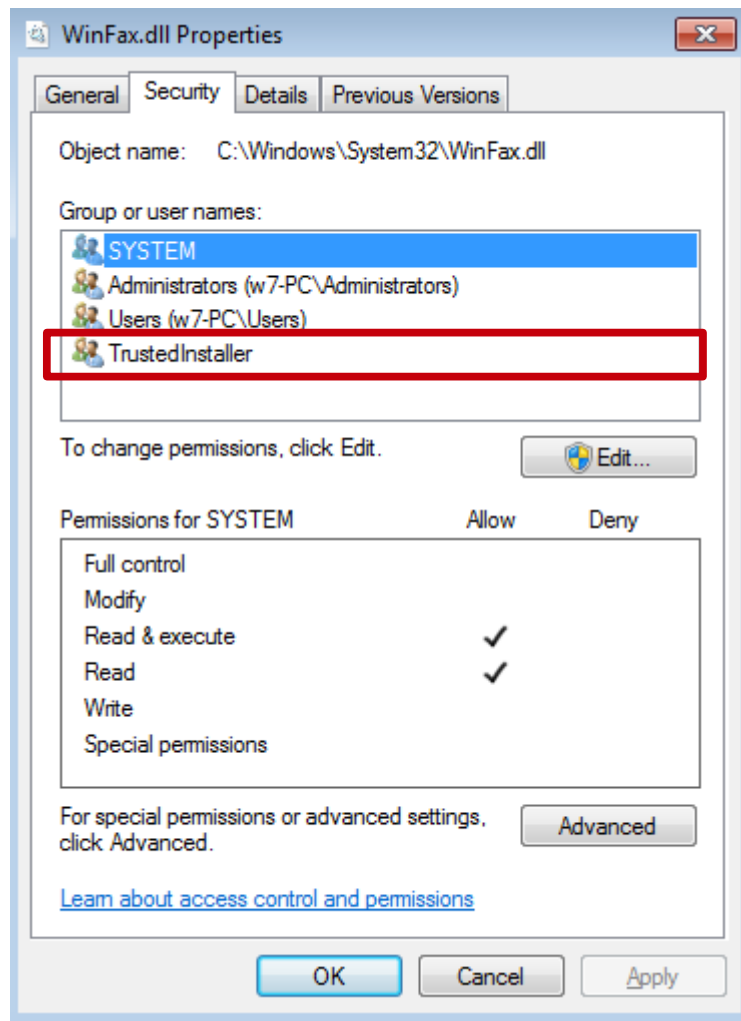 WinFax.dll Properties
General Security Details Previous Versions
Object name: C:\Windows\System32\WinFax.dll
Group or user names:
SYSTEM
Administrators (w7-PC\Administrators)
Users (w7-PC\Users)
TrustedInstaller
To change permissions, click Edit.
Edit...
Permissions for SYSTEM Allow Deny
Full control
Modify
Read & execute
Read
Write
Special permissions
For special permissions or advanced settings,
click Advanced.
Advanced
Learn about access control and permissions
OK Cancel Apply